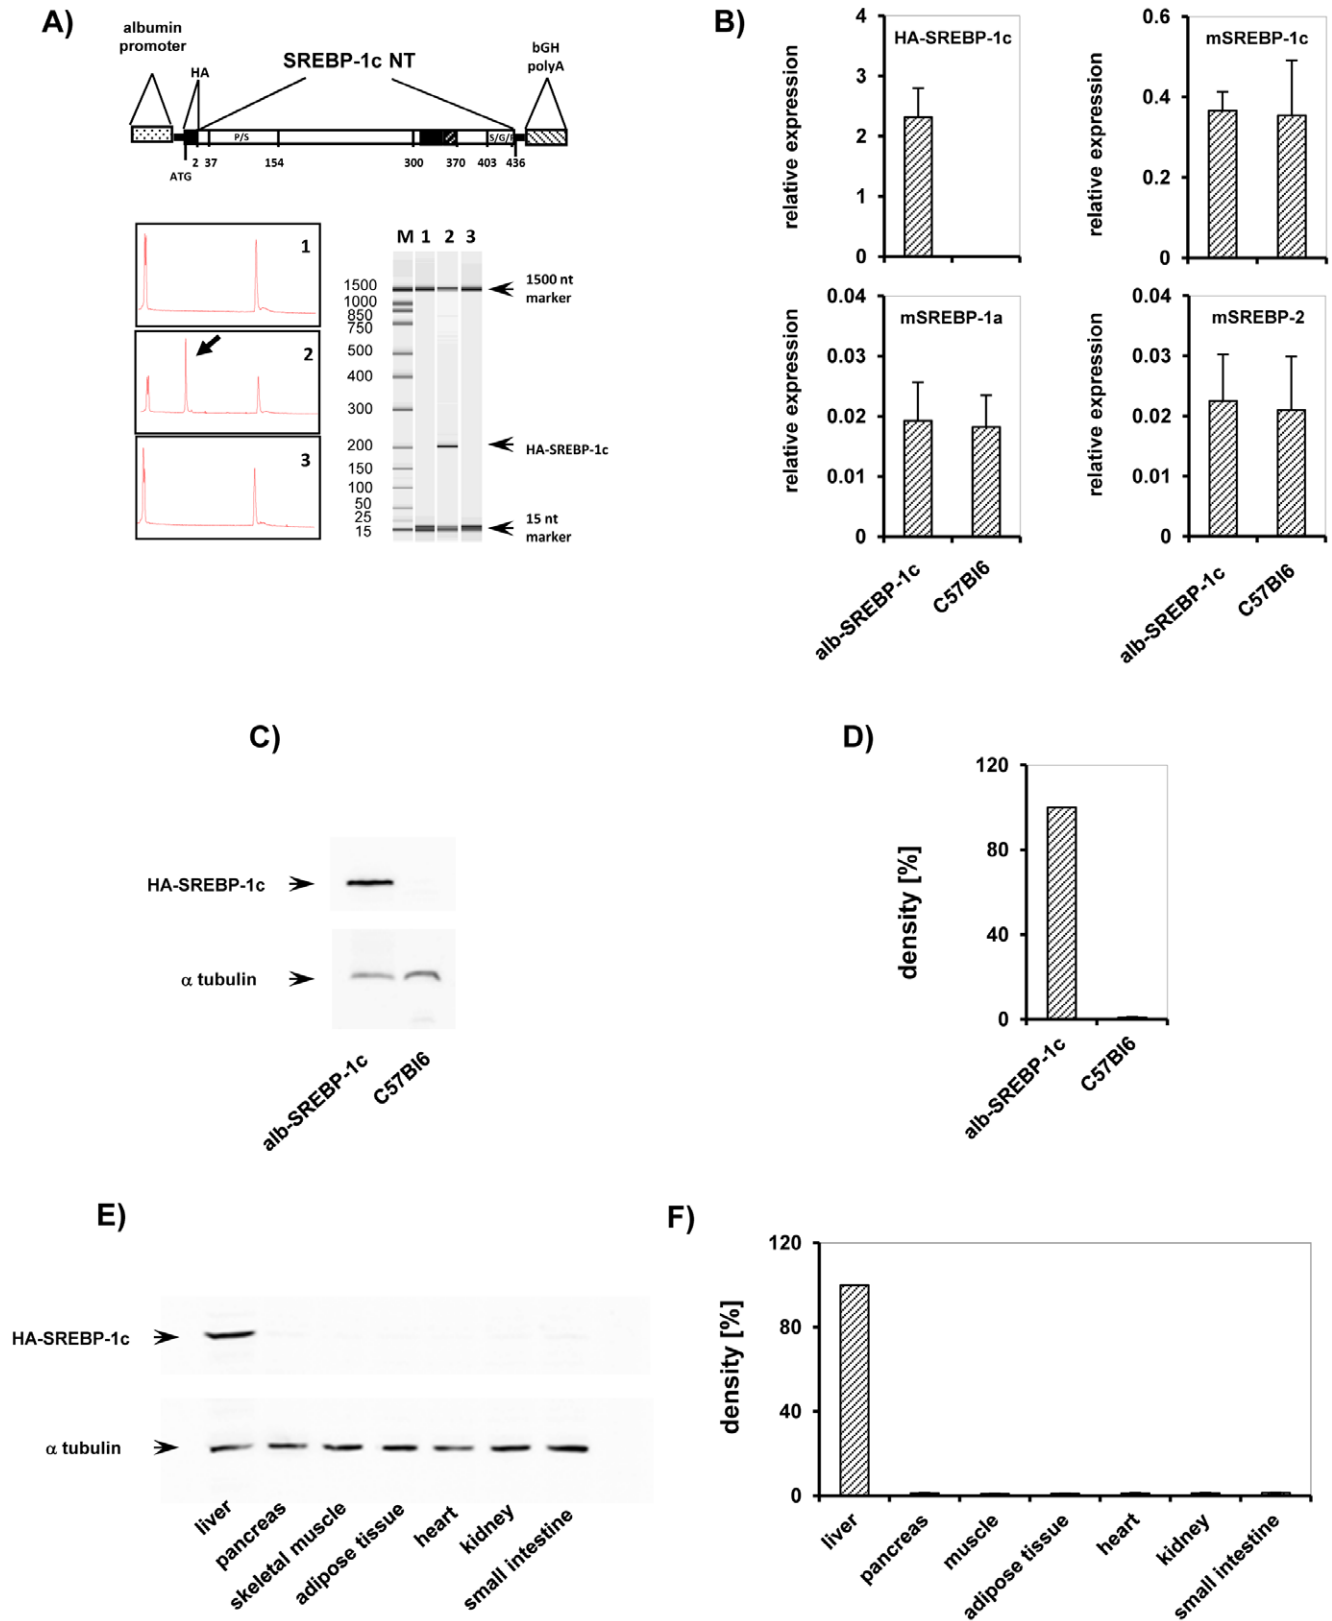 A)
albumin
promoter
HA
SREBP-1c NT
bGH
polyA
P/S
2 37 154 300 370 403 436
ATG
1
2
3
M 1 2 3
1500
1000
850
750
500
400
300
200
150
100
50
25
15
1500 nt
marker
HA-SREBP-1c
15 nt
marker
B)
HA-SREBP-1c
relative expression
4
3
2
1
0
mSREBP-1c
relative expression
0.6
0.4
0.2
0
mSREBP-1a
relative expression
0.04
0.03
0.02
0.01
0
alb-SREBP-1c
C57Bl6
mSREBP-2
relative expression
0.04
0.03
0.02
0.01
0
alb-SREBP-1c
C57Bl6
C)
HA-SREBP-1c
α tubulin
alb-SREBP-1c
C57Bl6
D)
density [%]
120
80
40
0
alb-SREBP-1c
C57Bl6
E)
HA-SREBP-1c
α tubulin
liver
pancreas
skeletal muscle
adipose tissue
heart
kidney
small intestine
F)
density [%]
120
80
40
0
liver
pancreas
muscle
adipose tissue
heart
kidney
small intestine